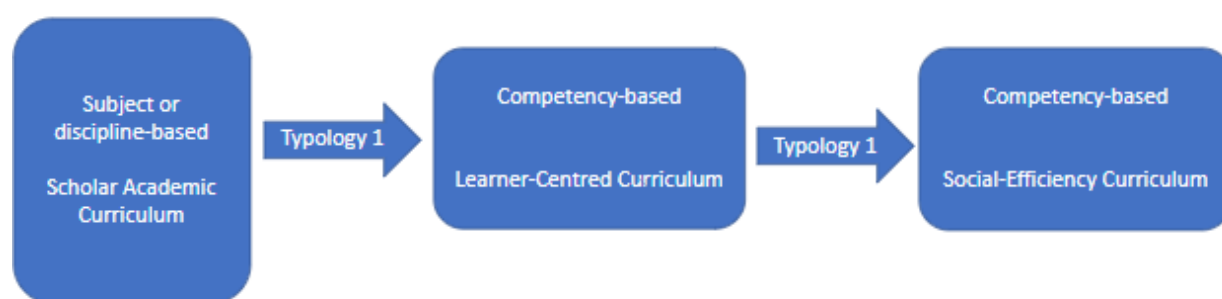 Subject or
discipline-based
Scholar Academic
Curriculum
Typology 1
Competency-based
Learner-Centred Curriculum
Typology 1
Competency-based
Social-Efficiency Curriculum